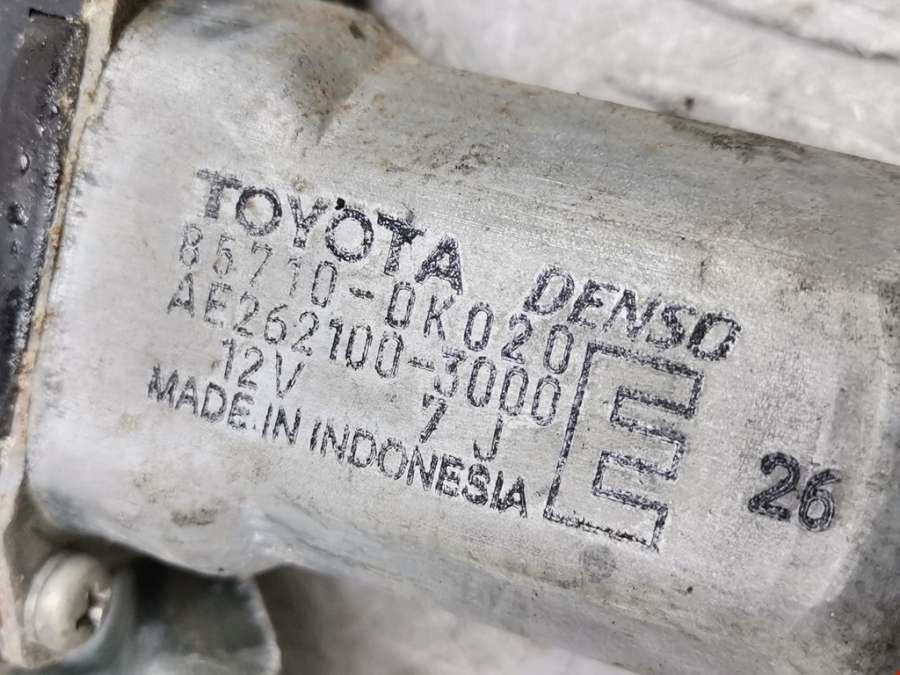 TOYOTA DENSO
85710-0K020
AE262100-3000
12V 7 J
MADE IN INDONESIA
E
26